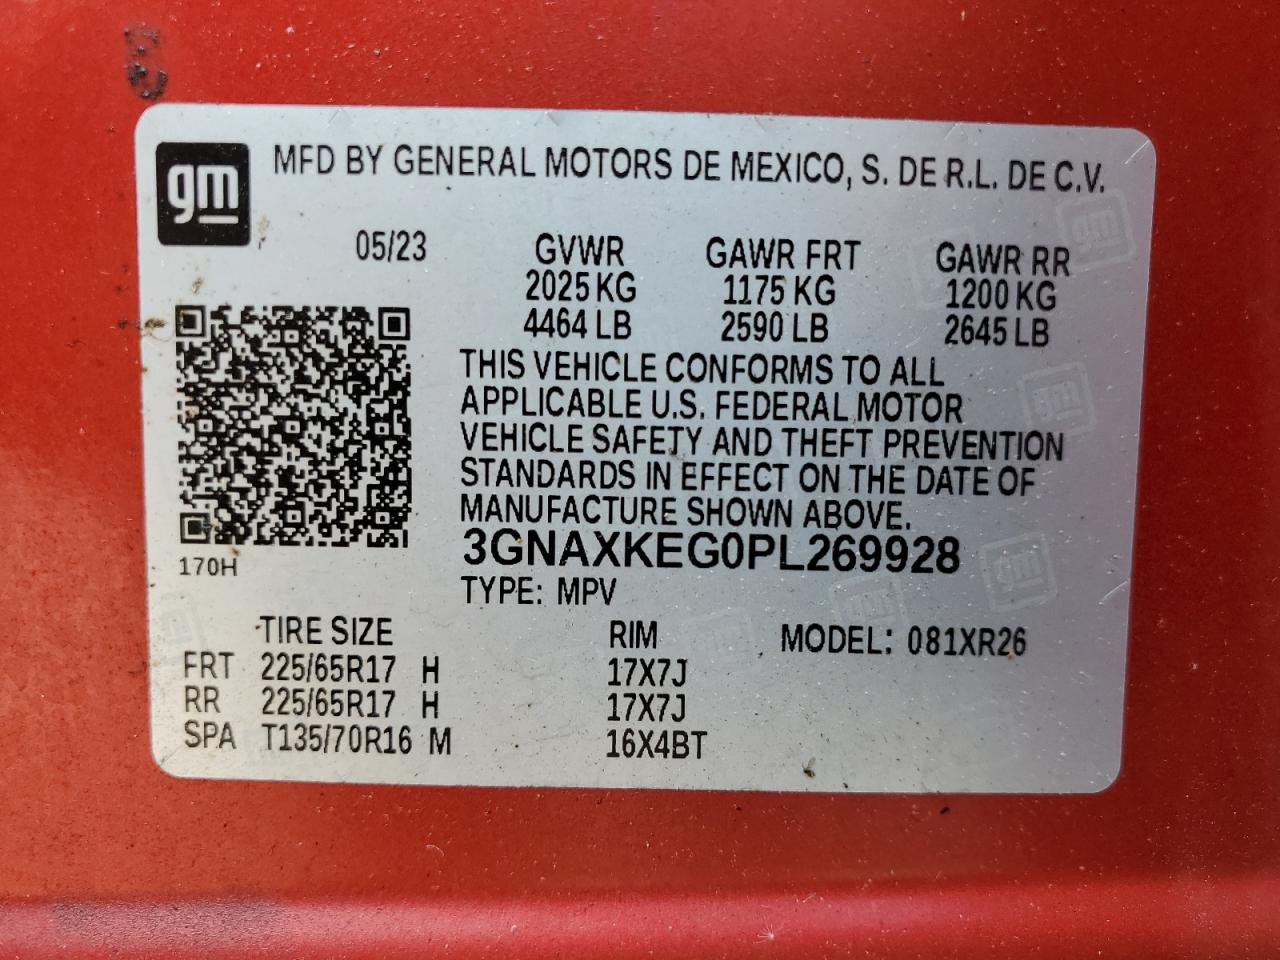 gm
MFD BY GENERAL MOTORS DE MEXICO, S. DE R.L. DE C.V.
05/23 GVWR GAWR FRT GAWR RR
2025 KG 1175 KG 1200 KG
4464 LB 2590 LB 2645 LB
THIS VEHICLE CONFORMS TO ALL
APPLICABLE U.S. FEDERAL MOTOR
VEHICLE SAFETY AND THEFT PREVENTION
STANDARDS IN EFFECT ON THE DATE OF
MANUFACTURE SHOWN ABOVE.
3GNAXKEG0PL269928
170H
TYPE: MPV
TIRE SIZE RIM MODEL: 081XR26
FRT 225/65R17 H 17X7J
RR 225/65R17 H 17X7J
SPA T135/70R16 M 16X4BT